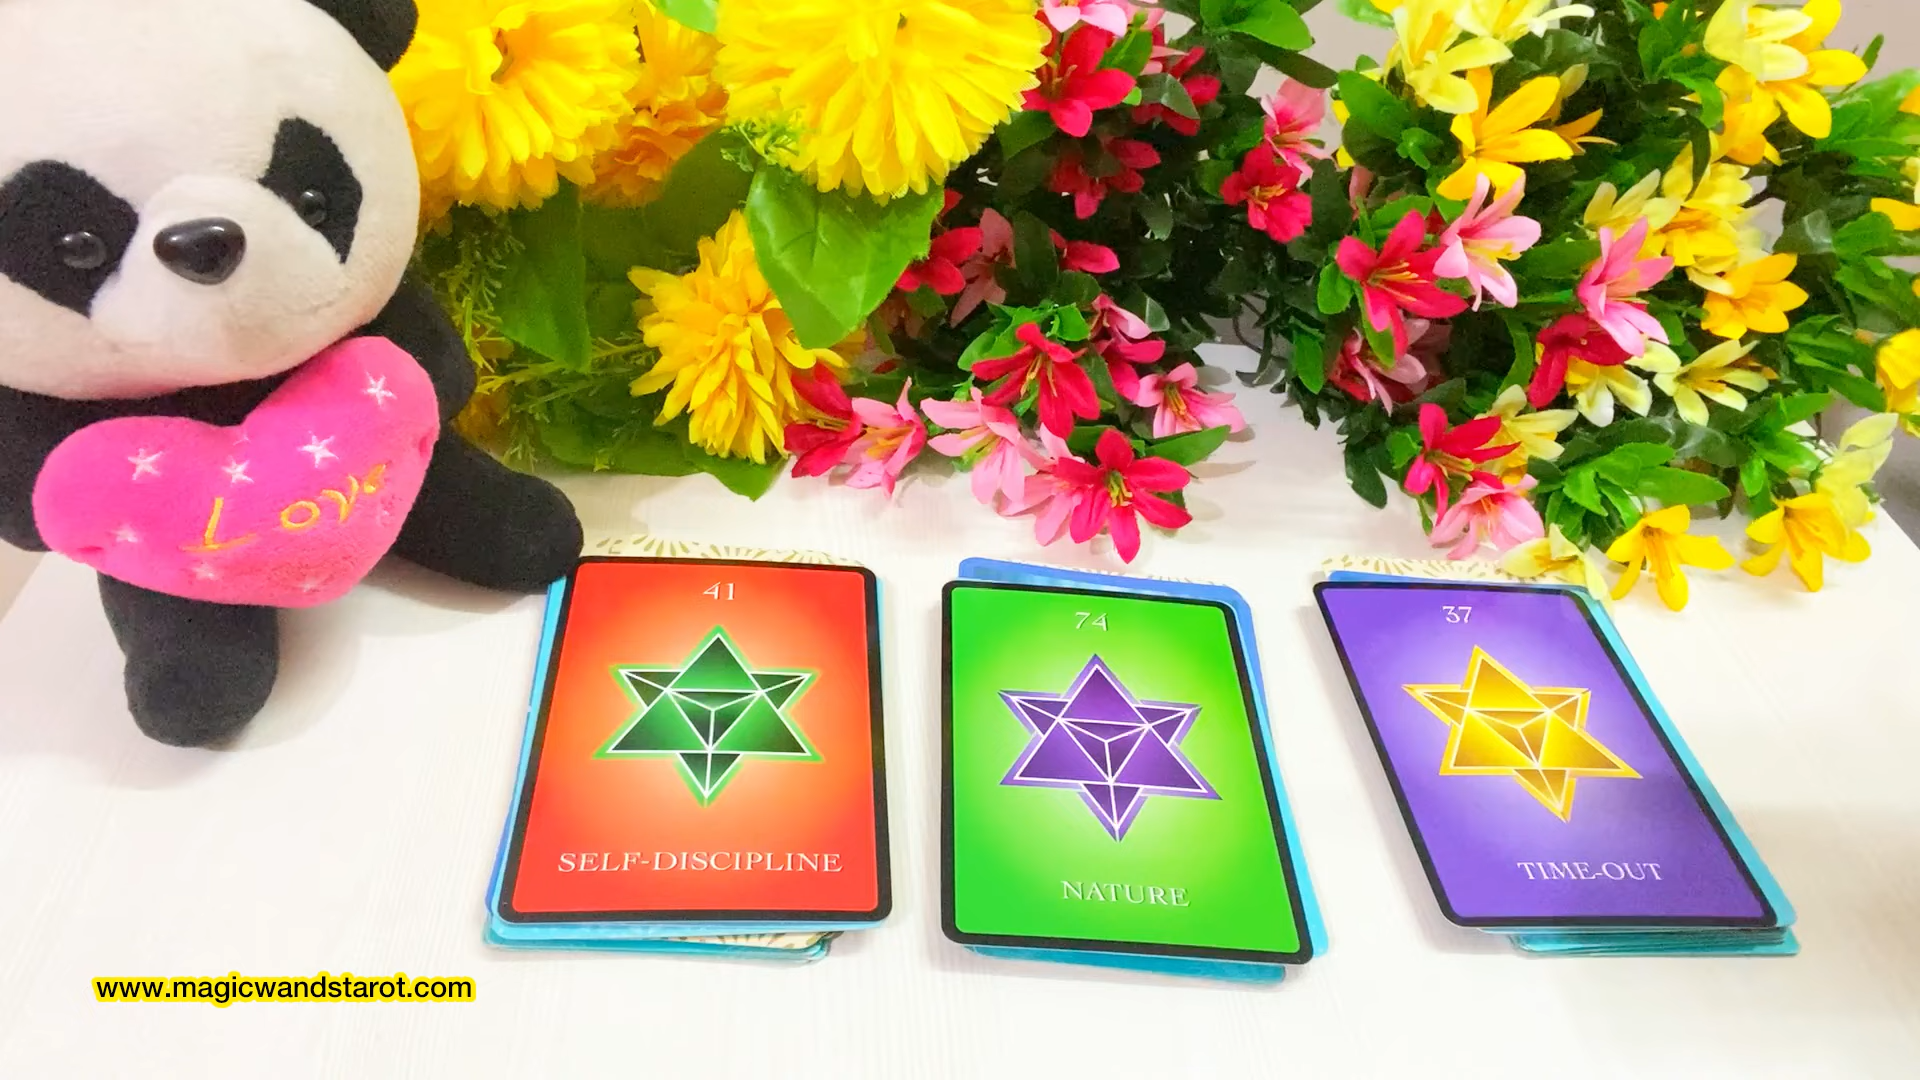 Love
41
SELF-DISCIPLINE
74
NATURE
37
TIME-OUT
www.magicwandstarot.com